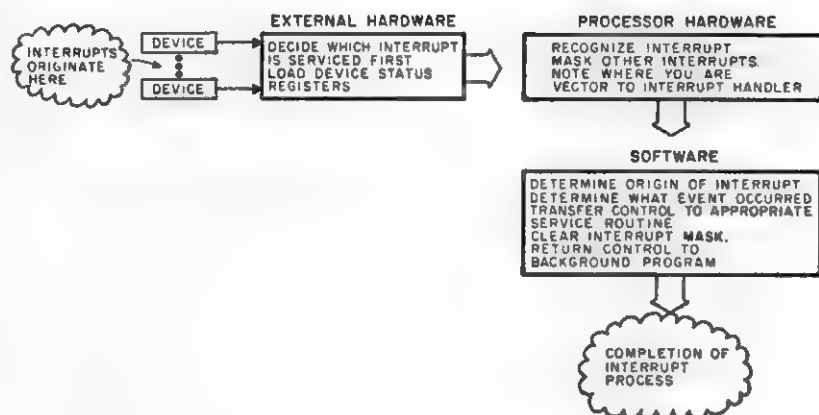 INTERRUPTS
ORIGINATE
HERE
DEVICE
DEVICE
EXTERNAL HARDWARE
DECIDE WHICH INTERRUPT
IS SERVICED FIRST
LOAD DEVICE STATUS
REGISTERS
PROCESSOR HARDWARE
RECOGNIZE INTERRUPT
MASK OTHER INTERRUPTS.
NOTE WHERE YOU ARE
VECTOR TO INTERRUPT HANDLER
SOFTWARE
DETERMINE ORIGIN OF INTERRUPT
DETERMINE WHAT EVENT OCCURRED
TRANSFER CONTROL TO APPROPRIATE
SERVICE ROUTINE
CLEAR INTERRUPT MASK.
RETURN CONTROL TO
BACKGROUND PROGRAM
COMPLETION OF
INTERRUPT
PROCESS